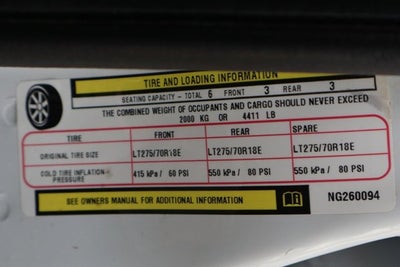 TIRE AND LOADING INFORMATION
SEATING CAPACITY - TOTAL 6 FRONT 3 REAR 3
THE COMBINED WEIGHT OF OCCUPANTS AND CARGO SHOULD NEVER EXCEED
2000 KG OR 4411 LB
TIRE FRONT REAR SPARE
ORIGINAL TIRE SIZE LT275/70R18E LT275/70R18E LT275/70R18E
COLD TIRE INFLATION PRESSURE 415 kPa / 60 PSI 550 kPa / 80 PSI 550 kPa / 80 PSI
SEE OWNERS MANUAL FOR ADDITIONAL INFORMATION NG260094